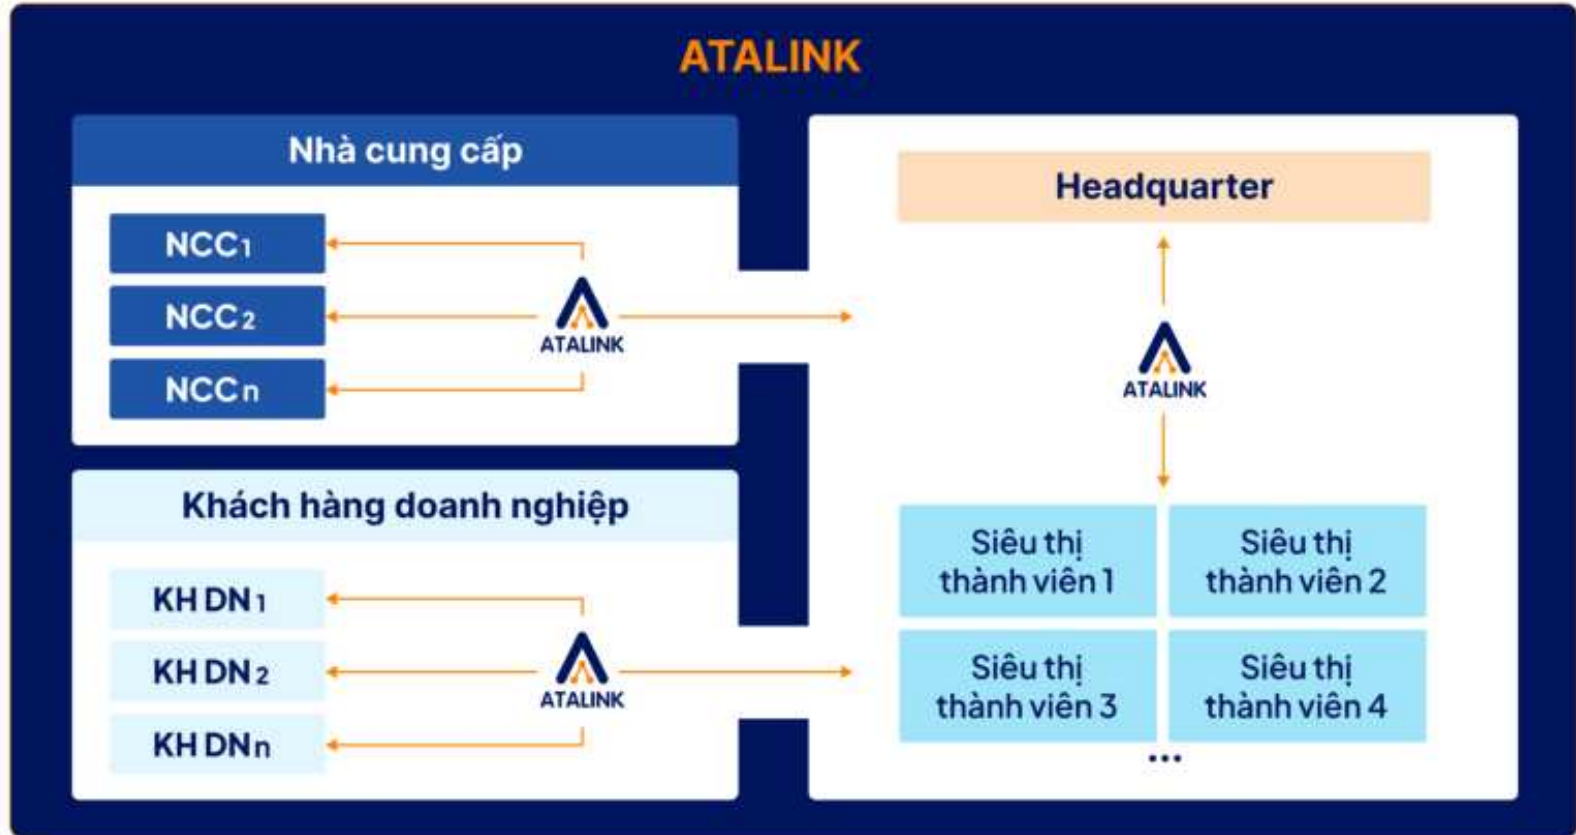 ATALINK
Nhà cung cấp
NCC1
NCC2
NCCn
ATALINK
Khách hàng doanh nghiệp
KH DN1
KH DN2
KH DNn
ATALINK
Headquarter
ATALINK
Siêu thị
thành viên 1
Siêu thị
thành viên 2
Siêu thị
thành viên 3
Siêu thị
thành viên 4
...